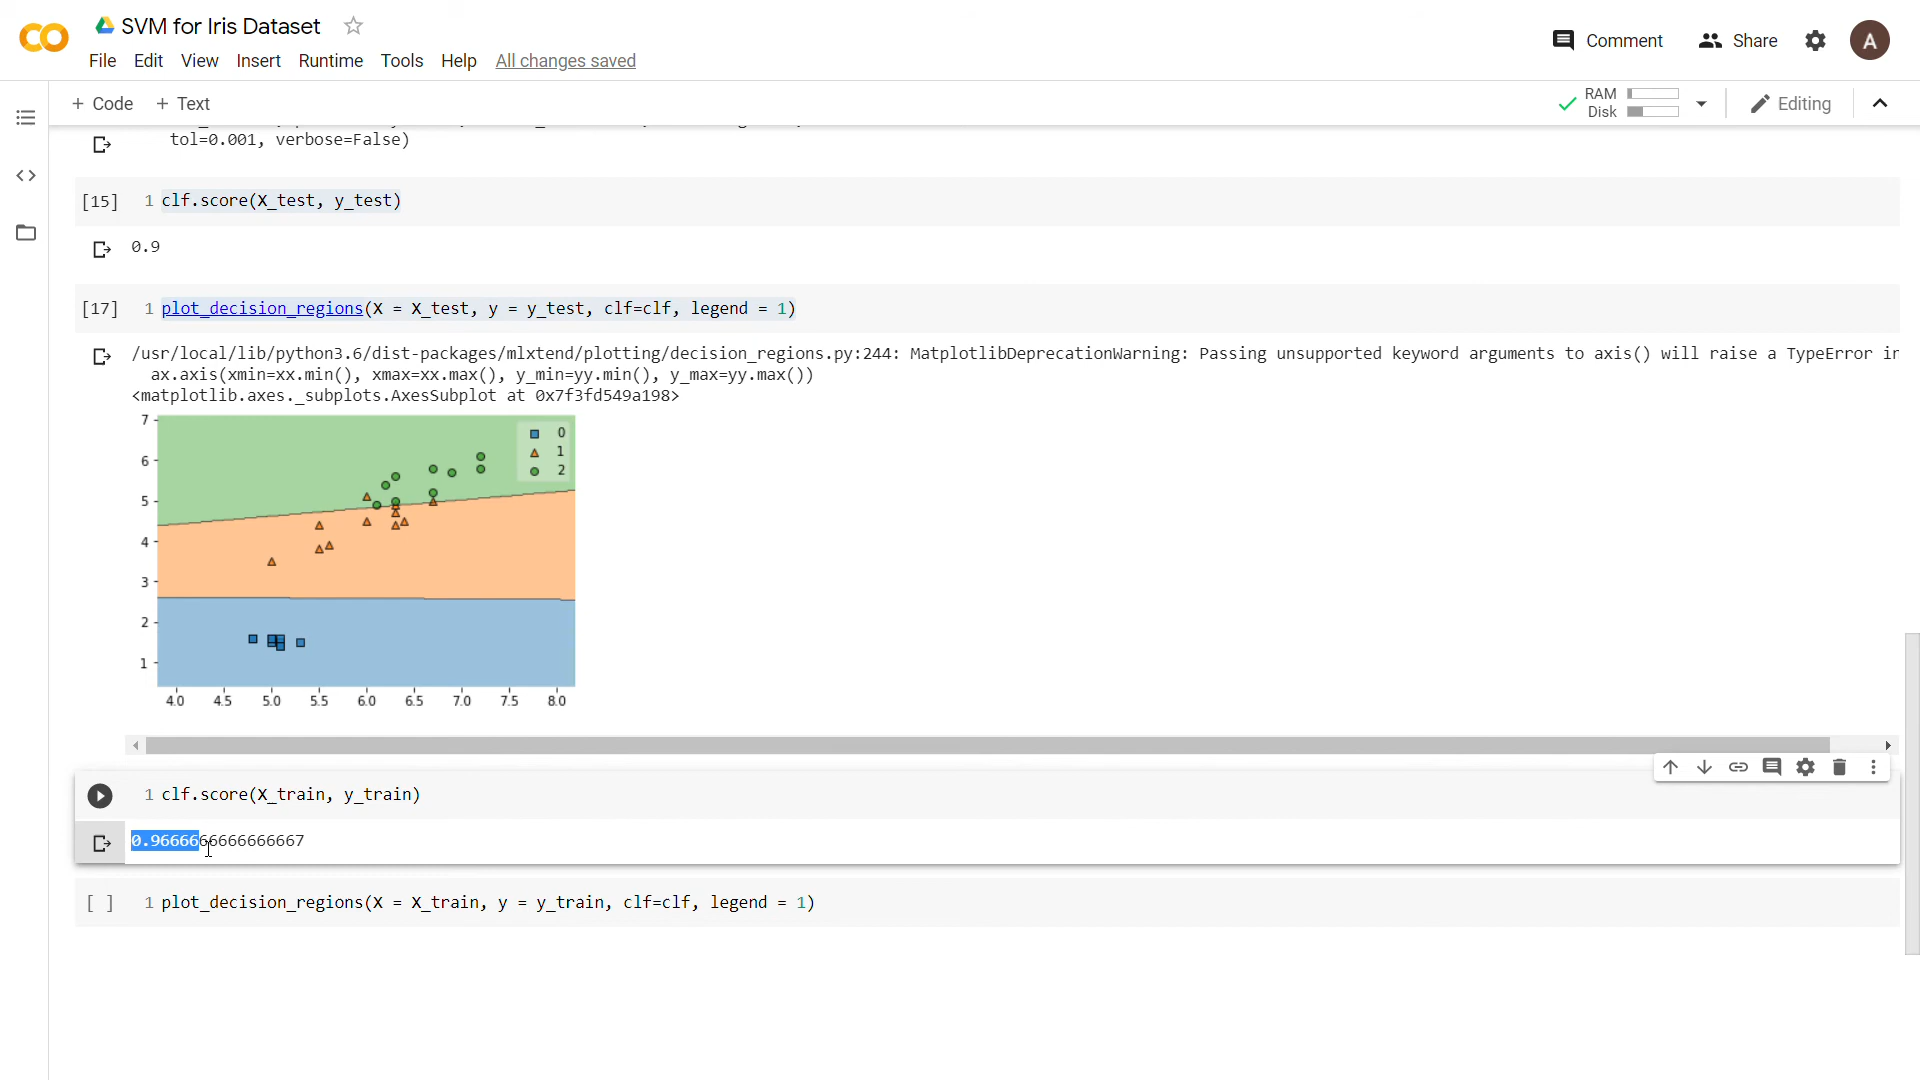 SVM for Iris Dataset
Comment
Share
A
File Edit View Insert Runtime Tools Help All changes saved
+ Code + Text
RAM
Disk
Editing
tol=0.001, verbose=False)
[15] 1 clf.score(X_test, y_test)
0.9
[17] 1 plot_decision_regions(X = X_test, y = y_test, clf=clf, legend = 1)
/usr/local/lib/python3.6/dist-packages/mlxtend/plotting/decision_regions.py:244: MatplotlibDeprecationWarning: Passing unsupported keyword arguments to axis() will raise a TypeError in
ax.axis(xmin=xx.min(), xmax=xx.max(), y_min=yy.min(), y_max=yy.max())
<matplotlib.axes._subplots.AxesSubplot at 0x7f3fd549a198>
7
6
5
4
3
2
1
0
1
2
4.0 4.5 5.0 5.5 6.0 6.5 7.0 7.5 8.0
1 clf.score(X_train, y_train)
0.9666666666666667
[ ] 1 plot_decision_regions(X = X_train, y = y_train, clf=clf, legend = 1)